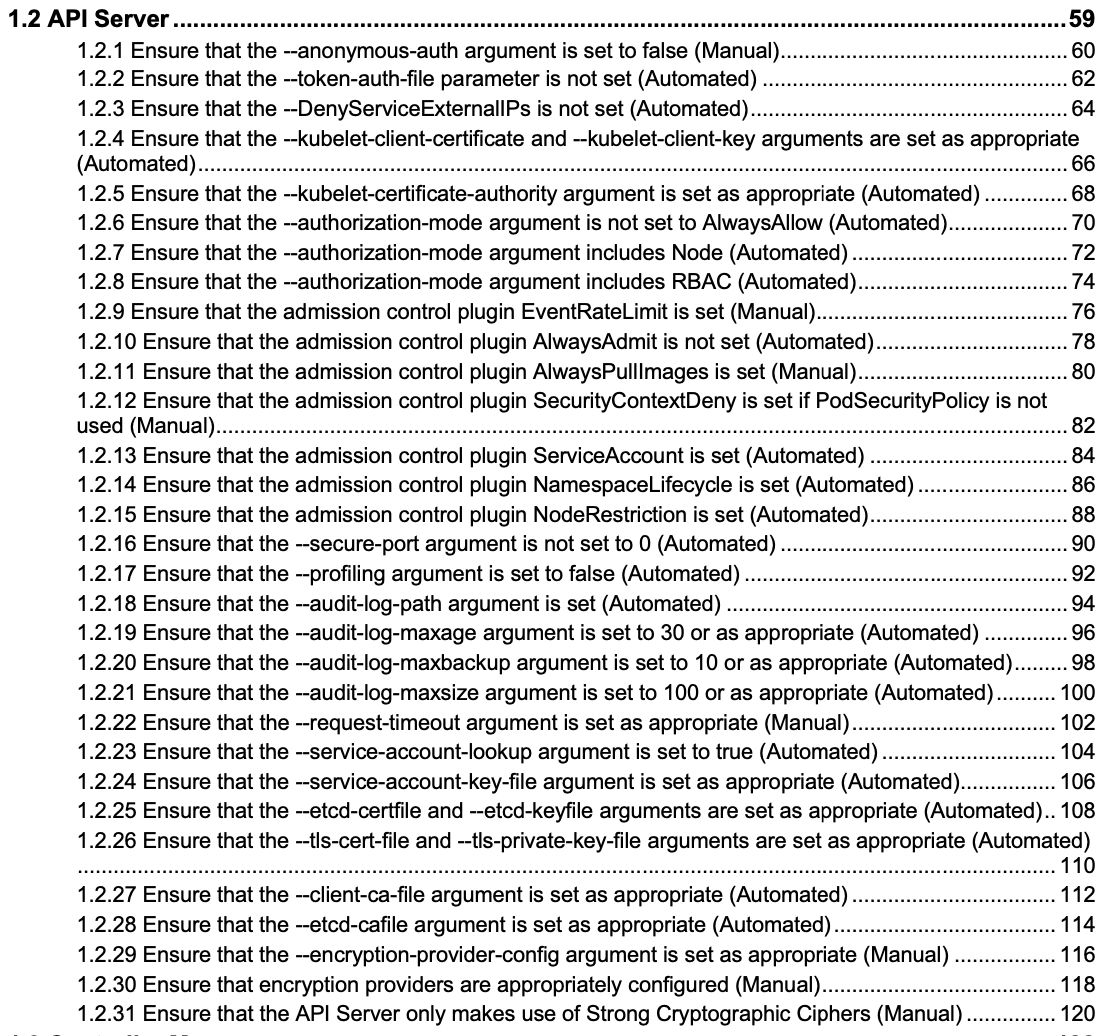 1.2 API Server ........................................................................................................ 59
1.2.1 Ensure that the --anonymous-auth argument is set to false (Manual) ........................................ 60
1.2.2 Ensure that the --token-auth-file parameter is not set (Automated) ........................................ 62
1.2.3 Ensure that the --DenyServiceExternalIPs is not set (Automated) ........................................ 64
1.2.4 Ensure that the --kubelet-client-certificate and --kubelet-client-key arguments are set as appropriate
(Automated) ........................................................................................................ 66
1.2.5 Ensure that the --kubelet-certificate-authority argument is set as appropriate (Automated) .............. 68
1.2.6 Ensure that the --authorization-mode argument is not set to AlwaysAllow (Automated) .................... 70
1.2.7 Ensure that the --authorization-mode argument includes Node (Automated) .................................... 72
1.2.8 Ensure that the --authorization-mode argument includes RBAC (Automated) ................................... 74
1.2.9 Ensure that the admission control plugin EventRateLimit is set (Manual) ........................................ 76
1.2.10 Ensure that the admission control plugin AlwaysAdmit is not set (Automated) ................................ 78
1.2.11 Ensure that the admission control plugin AlwaysPullImages is set (Manual) ................................... 80
1.2.12 Ensure that the admission control plugin SecurityContextDeny is set if PodSecurityPolicy is not
used (Manual) ........................................................................................................ 82
1.2.13 Ensure that the admission control plugin ServiceAccount is set (Automated) ................................. 84
1.2.14 Ensure that the admission control plugin NamespaceLifecycle is set (Automated) ......................... 86
1.2.15 Ensure that the admission control plugin NodeRestriction is set (Automated) ................................. 88
1.2.16 Ensure that the --secure-port argument is not set to 0 (Automated) ............................................... 90
1.2.17 Ensure that the --profiling argument is set to false (Automated) ..................................................... 92
1.2.18 Ensure that the --audit-log-path argument is set (Automated) ........................................................ 94
1.2.19 Ensure that the --audit-log-maxage argument is set to 30 or as appropriate (Automated) .............. 96
1.2.20 Ensure that the --audit-log-maxbackup argument is set to 10 or as appropriate (Automated) ......... 98
1.2.21 Ensure that the --audit-log-maxsize argument is set to 100 or as appropriate (Automated) .......... 100
1.2.22 Ensure that the --request-timeout argument is set as appropriate (Manual) .................................. 102
1.2.23 Ensure that the --service-account-lookup argument is set to true (Automated) ............................. 104
1.2.24 Ensure that the --service-account-key-file argument is set as appropriate (Automated) ................ 106
1.2.25 Ensure that the --etcd-certfile and --etcd-keyfile arguments are set as appropriate (Automated) .. 108
1.2.26 Ensure that the --tls-cert-file and --tls-private-key-file arguments are set as appropriate (Automated)
........................................................................................................ 110
1.2.27 Ensure that the --client-ca-file argument is set as appropriate (Automated) .................................. 112
1.2.28 Ensure that the --etcd-cafile argument is set as appropriate (Automated) ..................................... 114
1.2.29 Ensure that the --encryption-provider-config argument is set as appropriate (Manual) ................. 116
1.2.30 Ensure that encryption providers are appropriately configured (Manual) ....................................... 118
1.2.31 Ensure that the API Server only makes use of Strong Cryptographic Ciphers (Manual) ............... 120